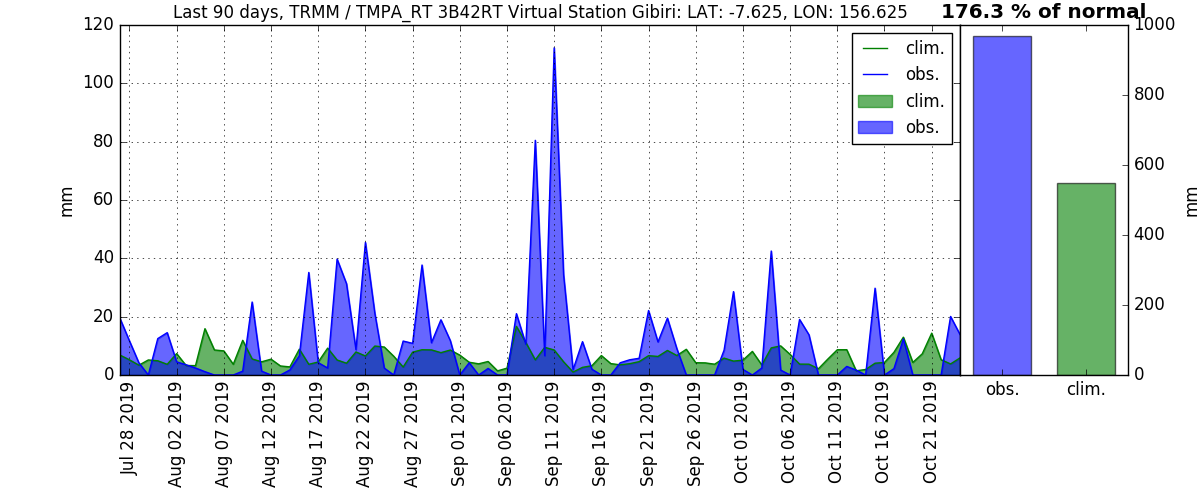 Last 90 days, TRMM / TMPA_RT 3B42RT Virtual Station Gibiri: LAT: -7.625, LON: 156.625
176.3 % of normal
120
100
80
60
40
20
0
mm
clim.
obs.
clim.
obs.
Jul 28 2019
Aug 02 2019
Aug 07 2019
Aug 12 2019
Aug 17 2019
Aug 22 2019
Aug 27 2019
Sep 01 2019
Sep 06 2019
Sep 11 2019
Sep 16 2019
Sep 21 2019
Sep 26 2019
Oct 01 2019
Oct 06 2019
Oct 11 2019
Oct 16 2019
Oct 21 2019
1000
800
600
400
200
0
mm
obs.
clim.